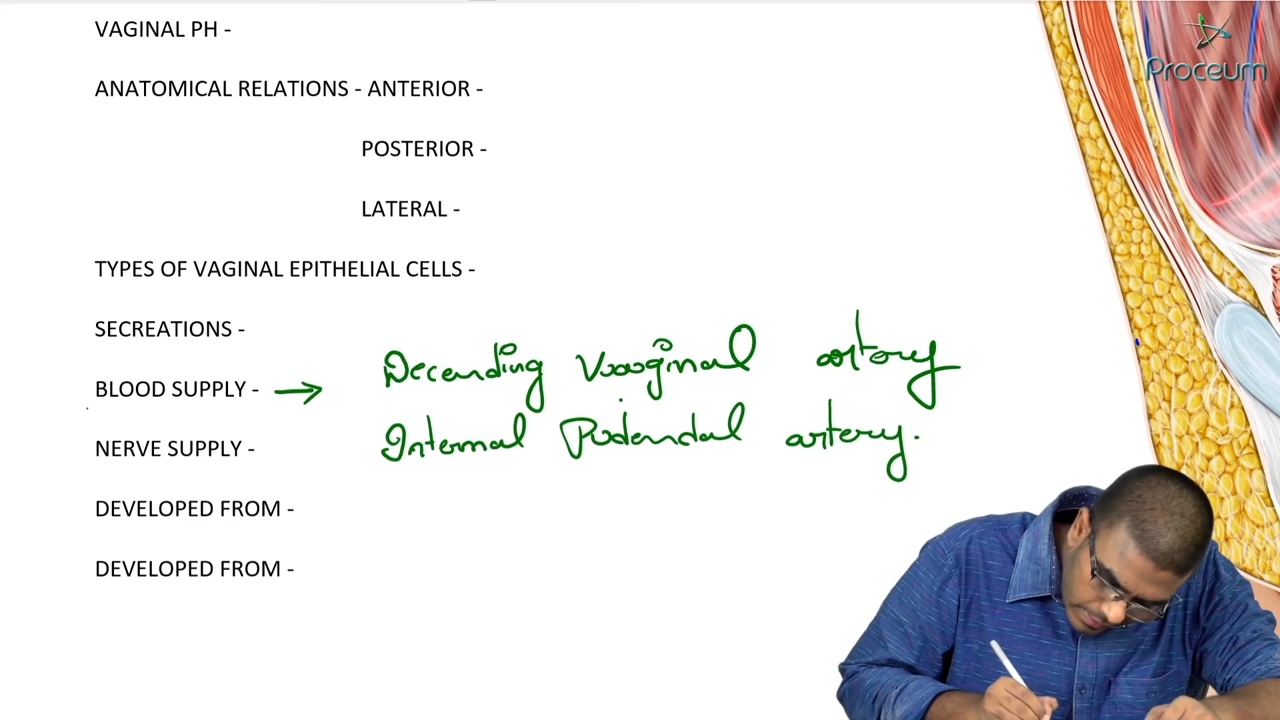 VAGINAL PH -
Proceum
ANATOMICAL RELATIONS - ANTERIOR -
POSTERIOR -
LATERAL -
TYPES OF VAGINAL EPITHELIAL CELLS -
SECREATIONS -
Decending Vaaginal artery
BLOOD SUPPLY - →
Internal Pudendal artery.
NERVE SUPPLY -
DEVELOPED FROM -
DEVELOPED FROM -